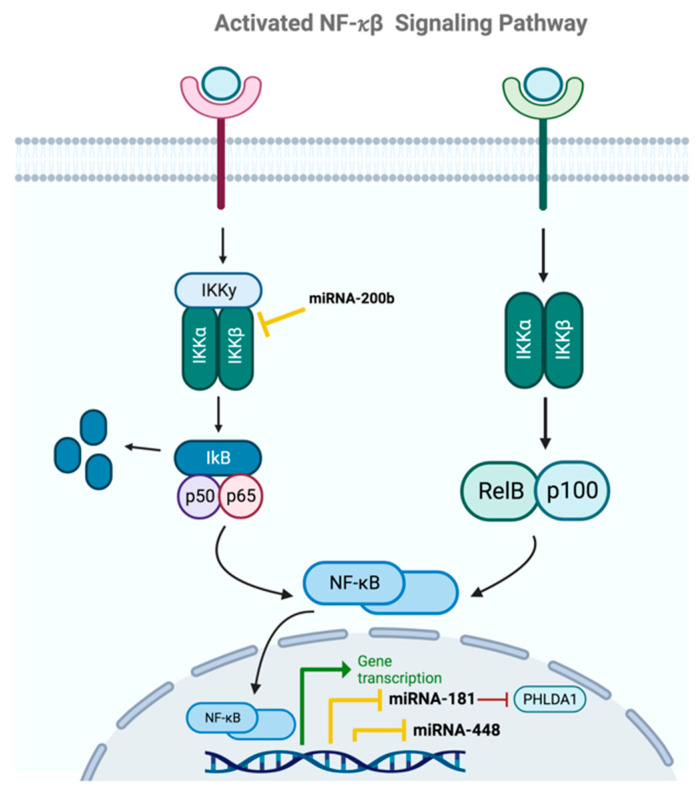 Activated NF-κβ Signaling Pathway
IKKy
miRNA-200b
IKKα
IKKβ
IKKα
IKKβ
IkB
p50
p65
RelB
p100
NF-κB
Gene
transcription
miRNA-181
PHLDA1
NF-κB
miRNA-448